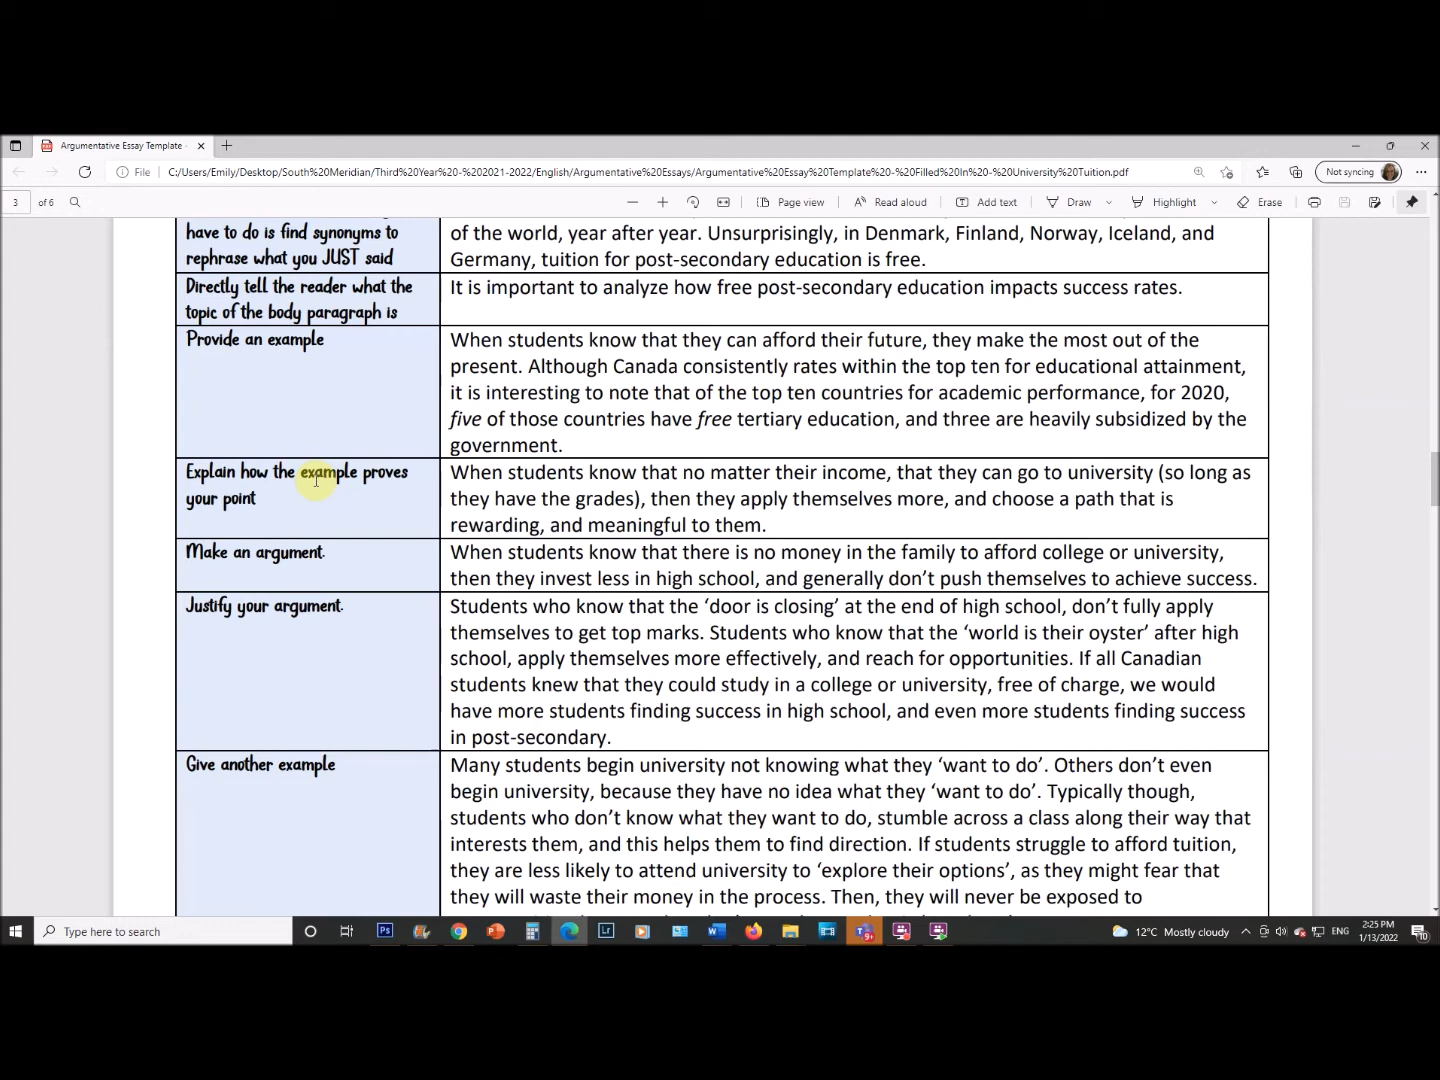 Argumentative Essay Template -
File C:/Users/Emily/Desktop/South%20Meridian/Third%20Year%20-%202021-2022/English/Argumentative%20Essays/Argumentative%20Essay%20Template%20-%20Filled%20In%20-%20University%20Tuition.pdf Not syncing
3 of 6 Page view Read aloud Add text Draw Highlight Erase
have to do is find synonyms to
rephrase what you JUST said
of the world, year after year. Unsurprisingly, in Denmark, Finland, Norway, Iceland, and
Germany, tuition for post-secondary education is free.
Directly tell the reader what the
topic of the body paragraph is
It is important to analyze how free post-secondary education impacts success rates.
Provide an example
When students know that they can afford their future, they make the most out of the
present. Although Canada consistently rates within the top ten for educational attainment,
it is interesting to note that of the top ten countries for academic performance, for 2020,
five of those countries have free tertiary education, and three are heavily subsidized by the
government.
Explain how the example proves
your point
When students know that no matter their income, that they can go to university (so long as
they have the grades), then they apply themselves more, and choose a path that is
rewarding, and meaningful to them.
Make an argument.
When students know that there is no money in the family to afford college or university,
then they invest less in high school, and generally don't push themselves to achieve success.
Justify your argument.
Students who know that the ‘door is closing’ at the end of high school, don’t fully apply
themselves to get top marks. Students who know that the ‘world is their oyster’ after high
school, apply themselves more effectively, and reach for opportunities. If all Canadian
students knew that they could study in a college or university, free of charge, we would
have more students finding success in high school, and even more students finding success
in post-secondary.
Give another example
Many students begin university not knowing what they ‘want to do’. Others don’t even
begin university, because they have no idea what they ‘want to do’. Typically though,
students who don’t know what they want to do, stumble across a class along their way that
interests them, and this helps them to find direction. If students struggle to afford tuition,
they are less likely to attend university to ‘explore their options’, as they might fear that
they will waste their money in the process. Then, they will never be exposed to
Type here to search
12°C Mostly cloudy ENG
2:25 PM
1/13/2022